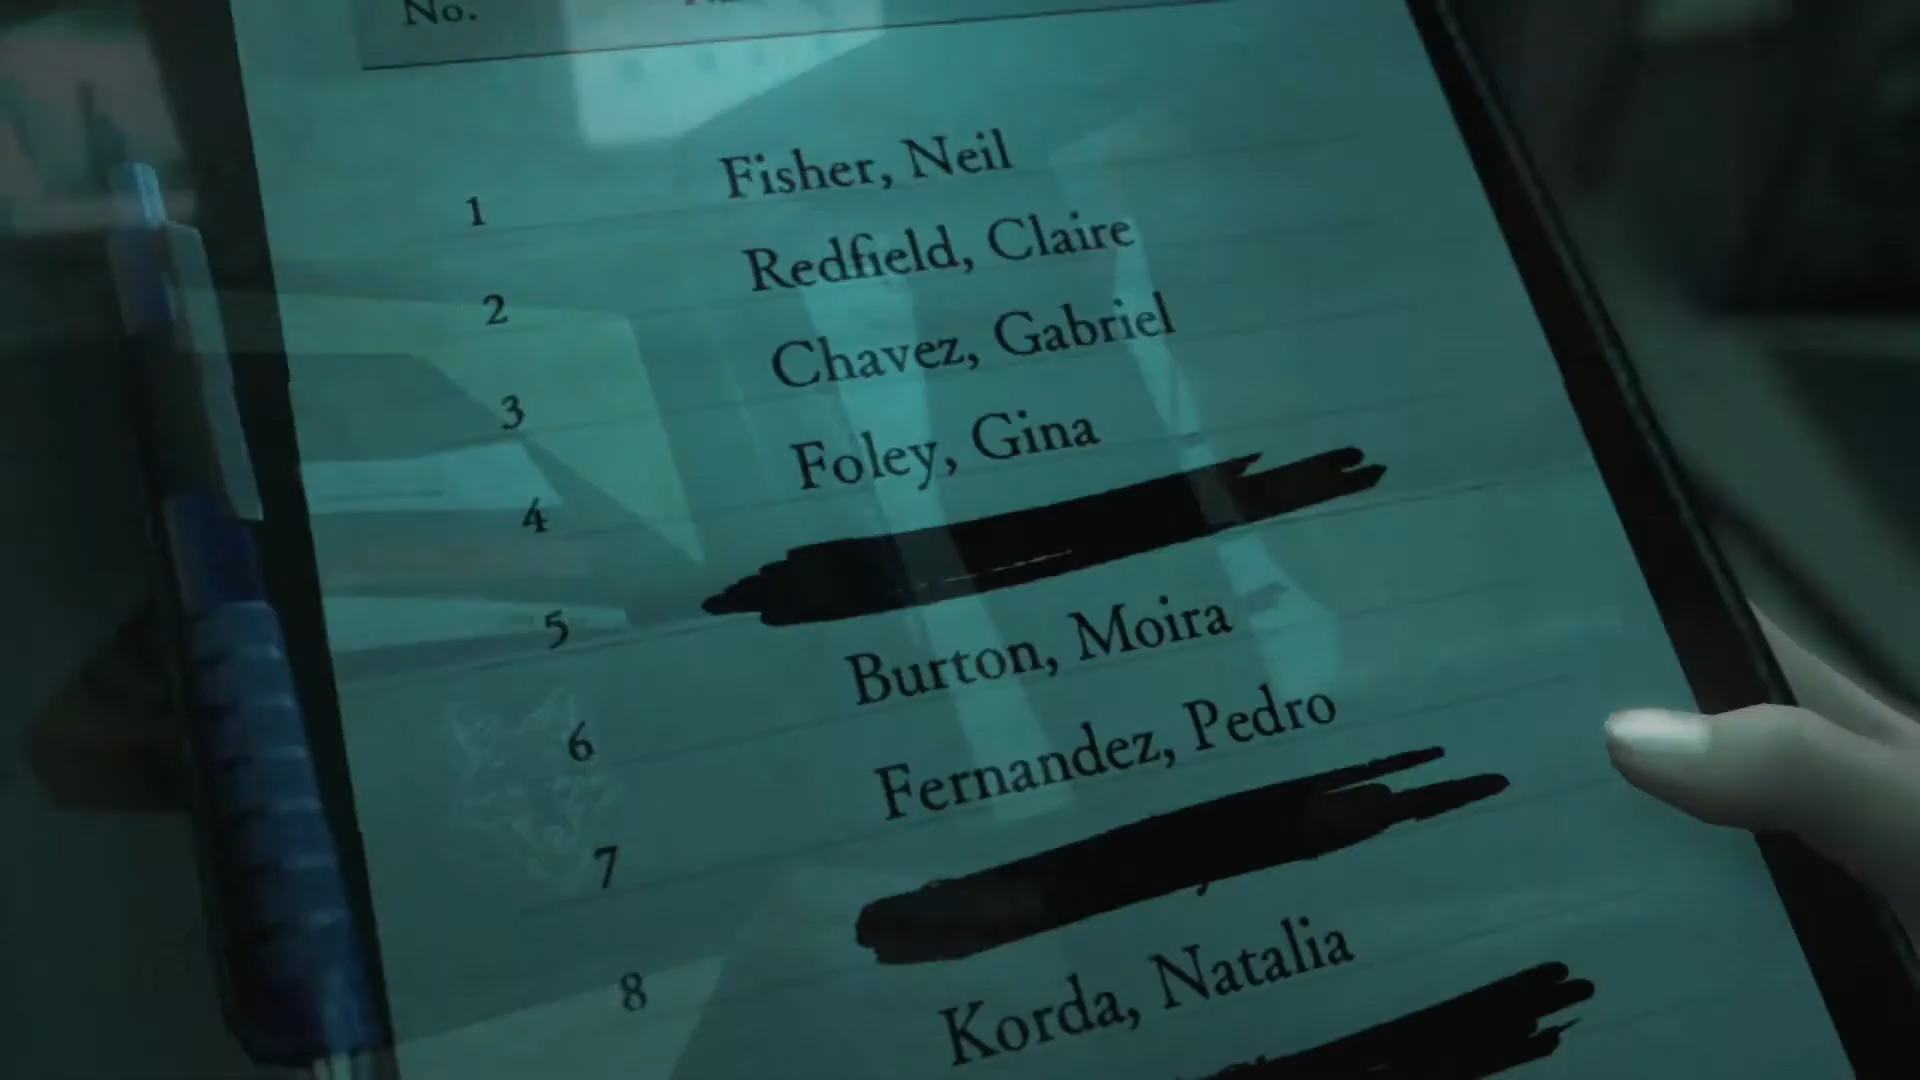 No.
1 Fisher, Neil
2 Redfield, Claire
3 Chavez, Gabriel
4 Foley, Gina
5
6 Burton, Moira
7 Fernandez, Pedro
8
Korda, Natalia